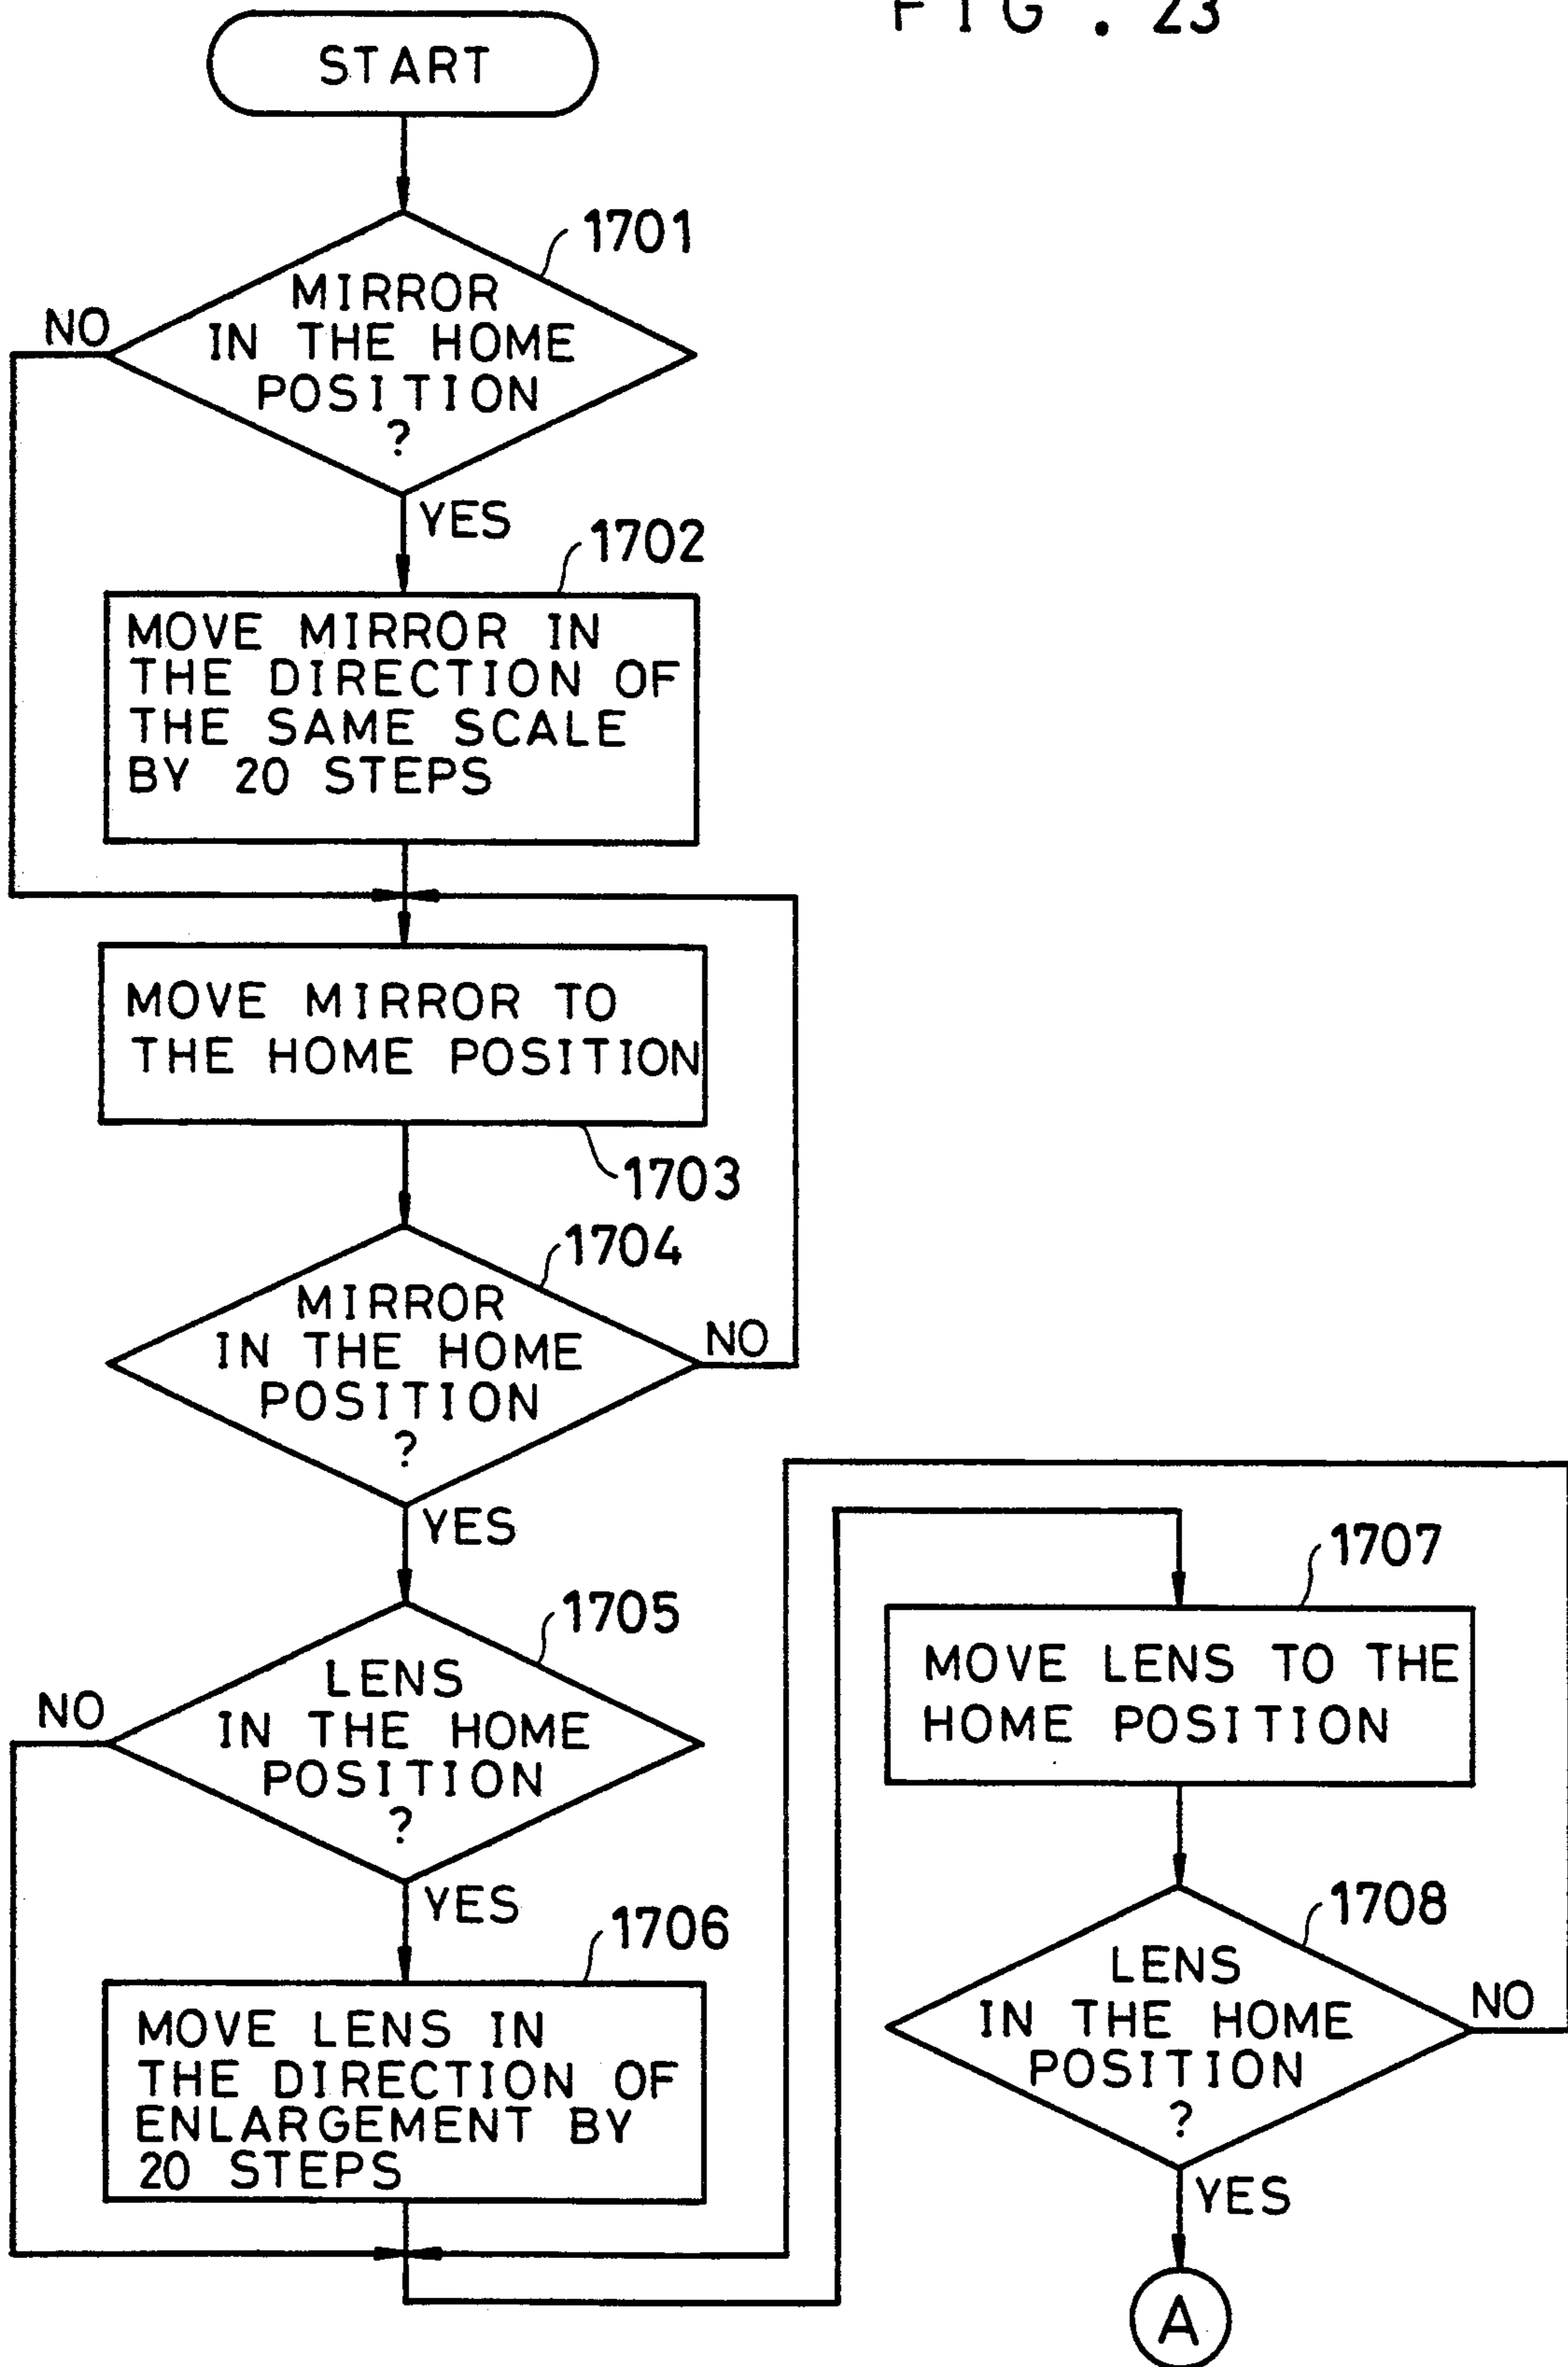 FIG. 23
START
1701
MIRROR
IN THE HOME
POSITION
?
NO
YES
1702
MOVE MIRROR IN
THE DIRECTION OF
THE SAME SCALE
BY 20 STEPS
MOVE MIRROR TO
THE HOME POSITION
1703
1704
MIRROR
IN THE HOME
POSITION
?
NO
YES
1705
LENS
IN THE HOME
POSITION
?
NO
YES
1706
MOVE LENS IN
THE DIRECTION OF
ENLARGEMENT BY
20 STEPS
1707
MOVE LENS TO THE
HOME POSITION
1708
LENS
IN THE HOME
POSITION
?
NO
YES
A